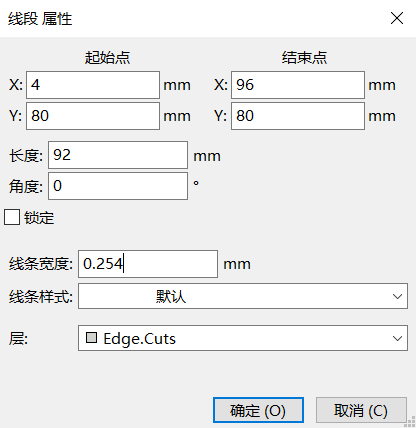 线段 属性
起始点 结束点
X: 4 mm X: 96 mm
Y: 80 mm Y: 80 mm
长度: 92 mm
角度: 0 °
锁定
线条宽度: 0.254 mm
线条样式: 默认
层: Edge.Cuts
确定 (O) 取消 (C)